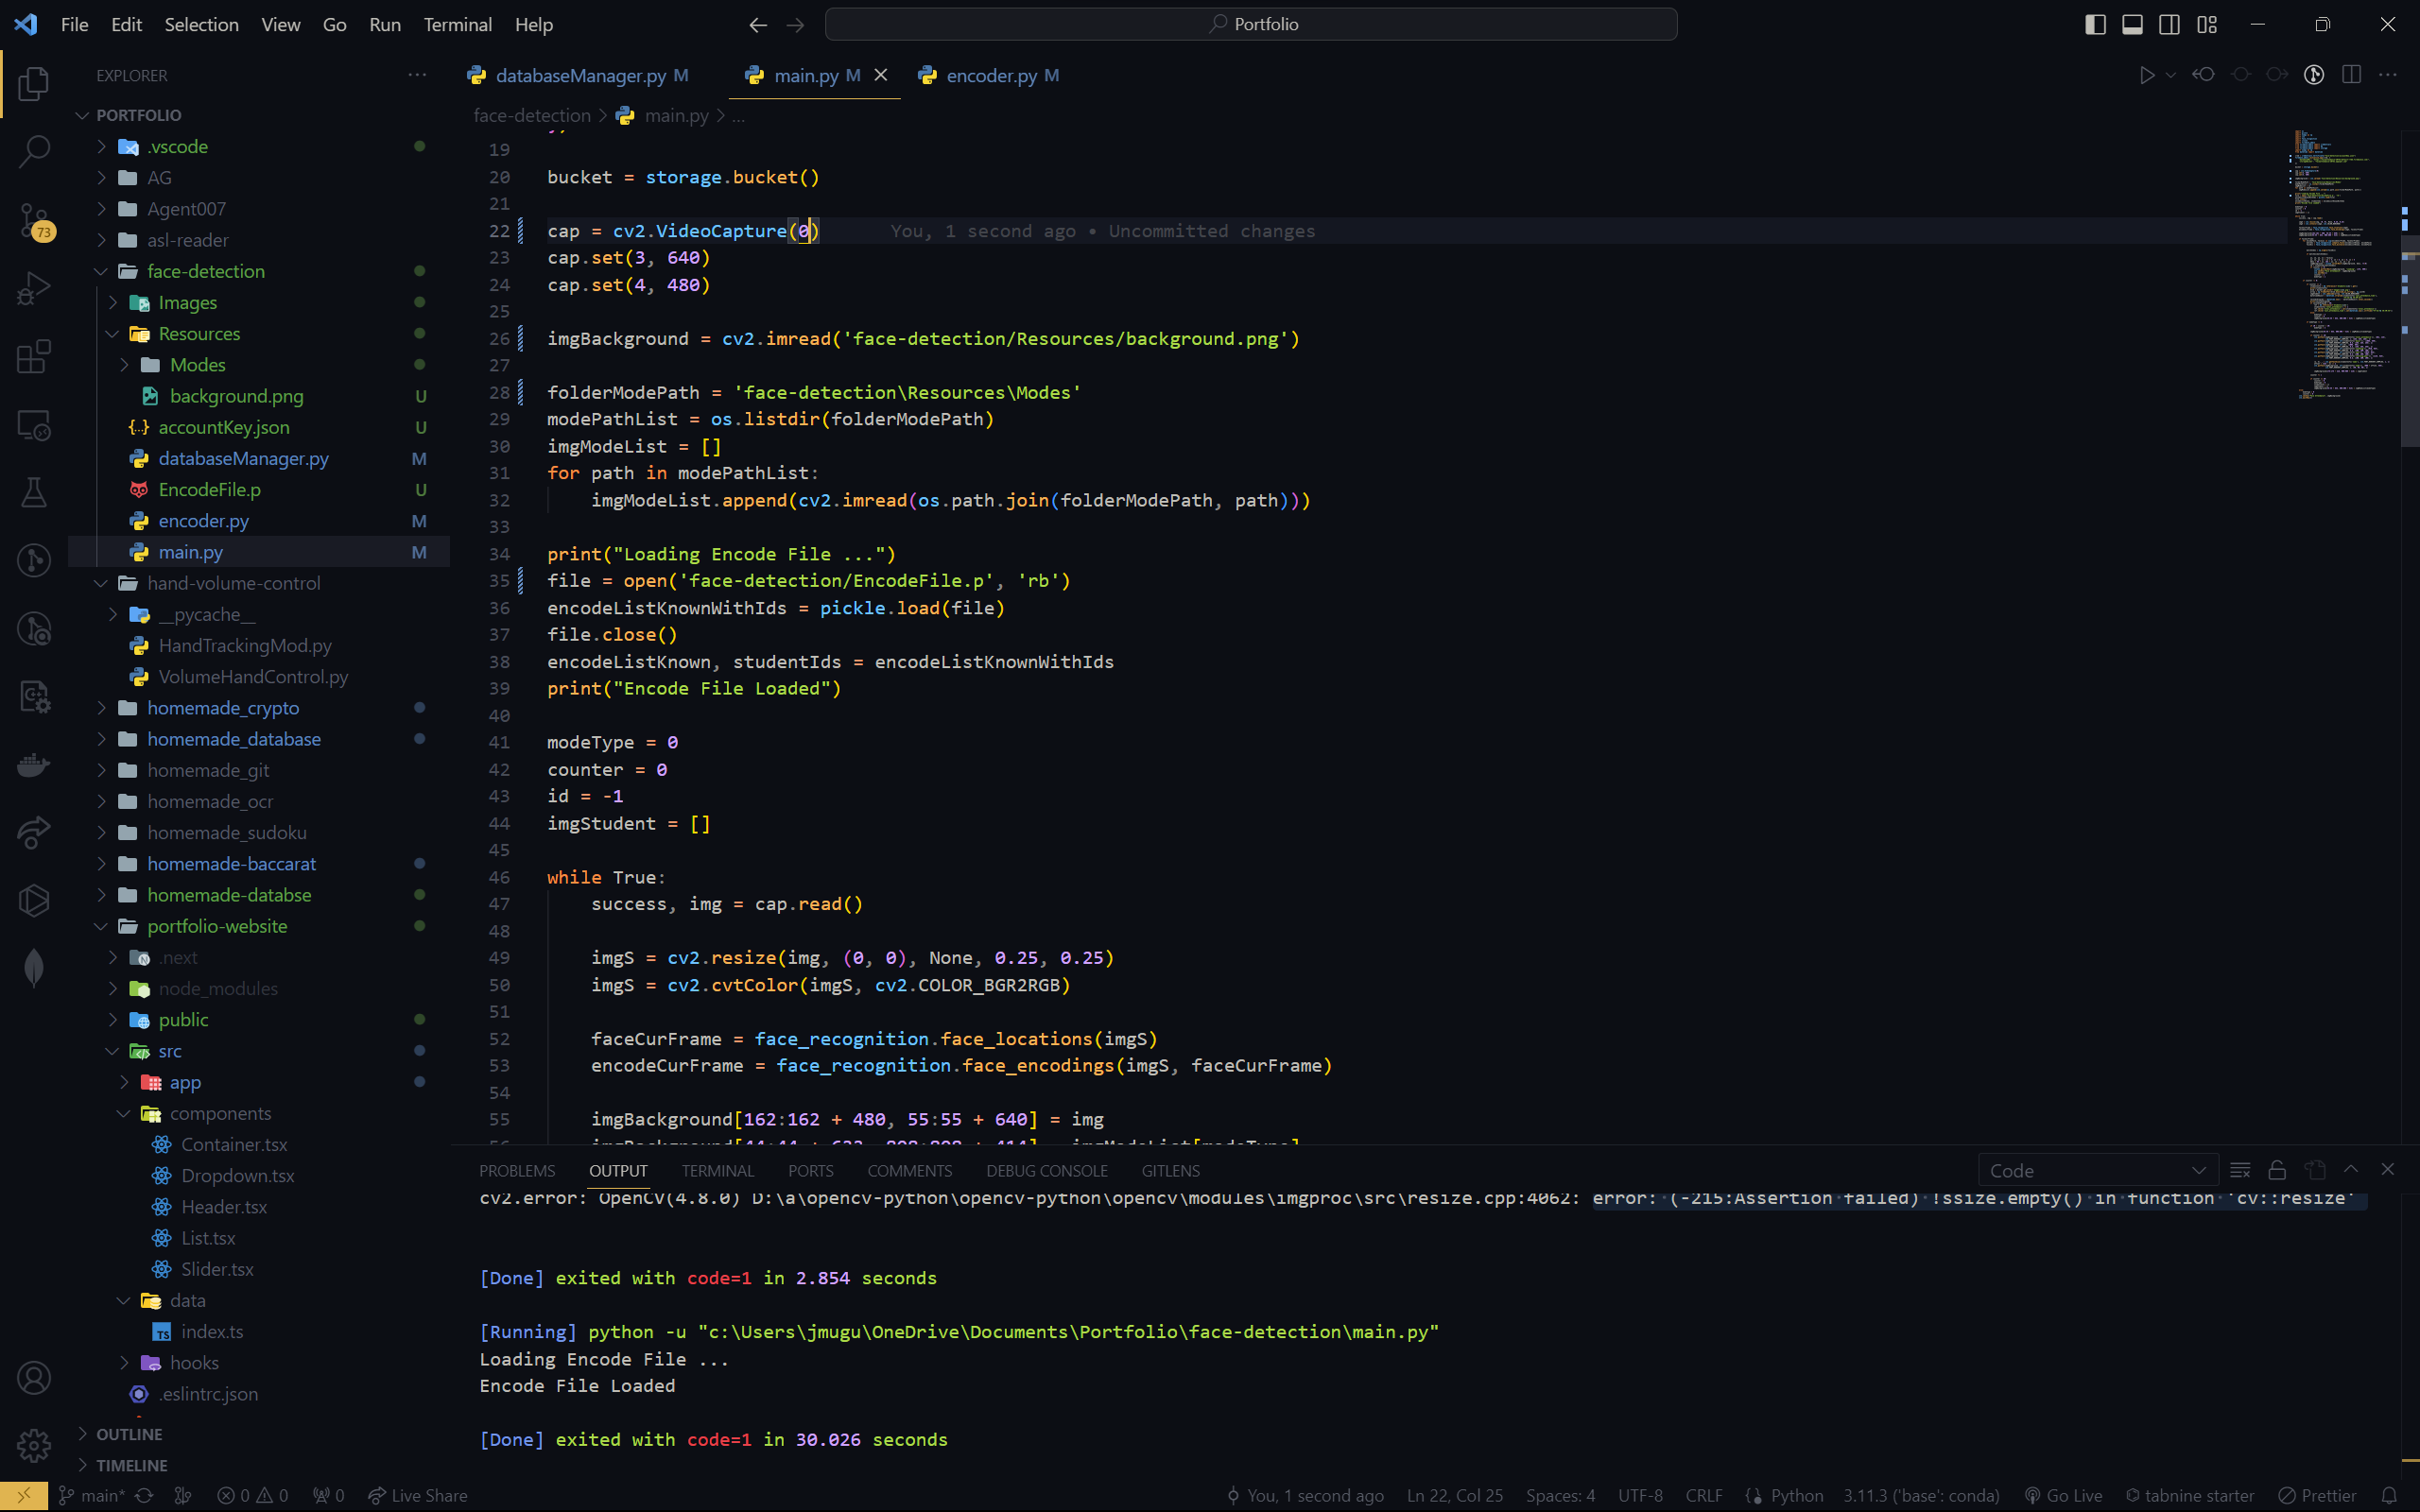 File Edit Selection View Go Run Terminal Help
Portfolio
EXPLORER
PORTFOLIO
.vscode
AG
Agent007
asl-reader
face-detection
Images
Resources
Modes
background.png U
accountKey.json U
databaseManager.py M
EncodeFile.p U
encoder.py M
main.py M
hand-volume-control
__pycache__
HandTrackingMod.py
VolumeHandControl.py
homemade_crypto
homemade_database
homemade_git
homemade_ocr
homemade_sudoku
homemade-baccarat
homemade-databse
portfolio-website
.next
node_modules
public
src
app
components
Container.tsx
Dropdown.tsx
Header.tsx
List.tsx
Slider.tsx
data
index.ts
hooks
.eslintrc.json
OUTLINE
TIMELINE
73
databaseManager.py M main.py M encoder.py M
face-detection > main.py > ...
19
20 bucket = storage.bucket()
21
22 cap = cv2.VideoCapture(0) You, 1 second ago • Uncommitted changes
23 cap.set(3, 640)
24 cap.set(4, 480)
25
26 imgBackground = cv2.imread('face-detection/Resources/background.png')
27
28 folderModePath = 'face-detection\Resources\Modes'
29 modePathList = os.listdir(folderModePath)
30 imgModeList = []
31 for path in modePathList:
32 imgModeList.append(cv2.imread(os.path.join(folderModePath, path)))
33
34 print("Loading Encode File ...")
35 file = open('face-detection/EncodeFile.p', 'rb')
36 encodeListKnownWithIds = pickle.load(file)
37 file.close()
38 encodeListKnown, studentIds = encodeListKnownWithIds
39 print("Encode File Loaded")
40
41 modeType = 0
42 counter = 0
43 id = -1
44 imgStudent = []
45
46 while True:
47 success, img = cap.read()
48
49 imgS = cv2.resize(img, (0, 0), None, 0.25, 0.25)
50 imgS = cv2.cvtColor(imgS, cv2.COLOR_BGR2RGB)
51
52 faceCurFrame = face_recognition.face_locations(imgS)
53 encodeCurFrame = face_recognition.face_encodings(imgS, faceCurFrame)
54
55 imgBackground[162:162 + 480, 55:55 + 640] = img
PROBLEMS OUTPUT TERMINAL PORTS COMMENTS DEBUG CONSOLE GITLENS Code
cv2.error: OpenCV(4.8.0) D:\a\opencv-python\opencv-python\opencv\modules\imgproc\src\resize.cpp:4062: error: (-215:Assertion failed) !ssize.empty() in function 'cv::resize'
[Done] exited with code=1 in 2.854 seconds
[Running] python -u "c:\Users\jmugu\OneDrive\Documents\Portfolio\face-detection\main.py"
Loading Encode File ...
Encode File Loaded
[Done] exited with code=1 in 30.026 seconds
main* 0 0 0 Live Share You, 1 second ago Ln 22, Col 25 Spaces: 4 UTF-8 CRLF Python 3.11.3 ('base': conda) Go Live tabnine starter Prettier